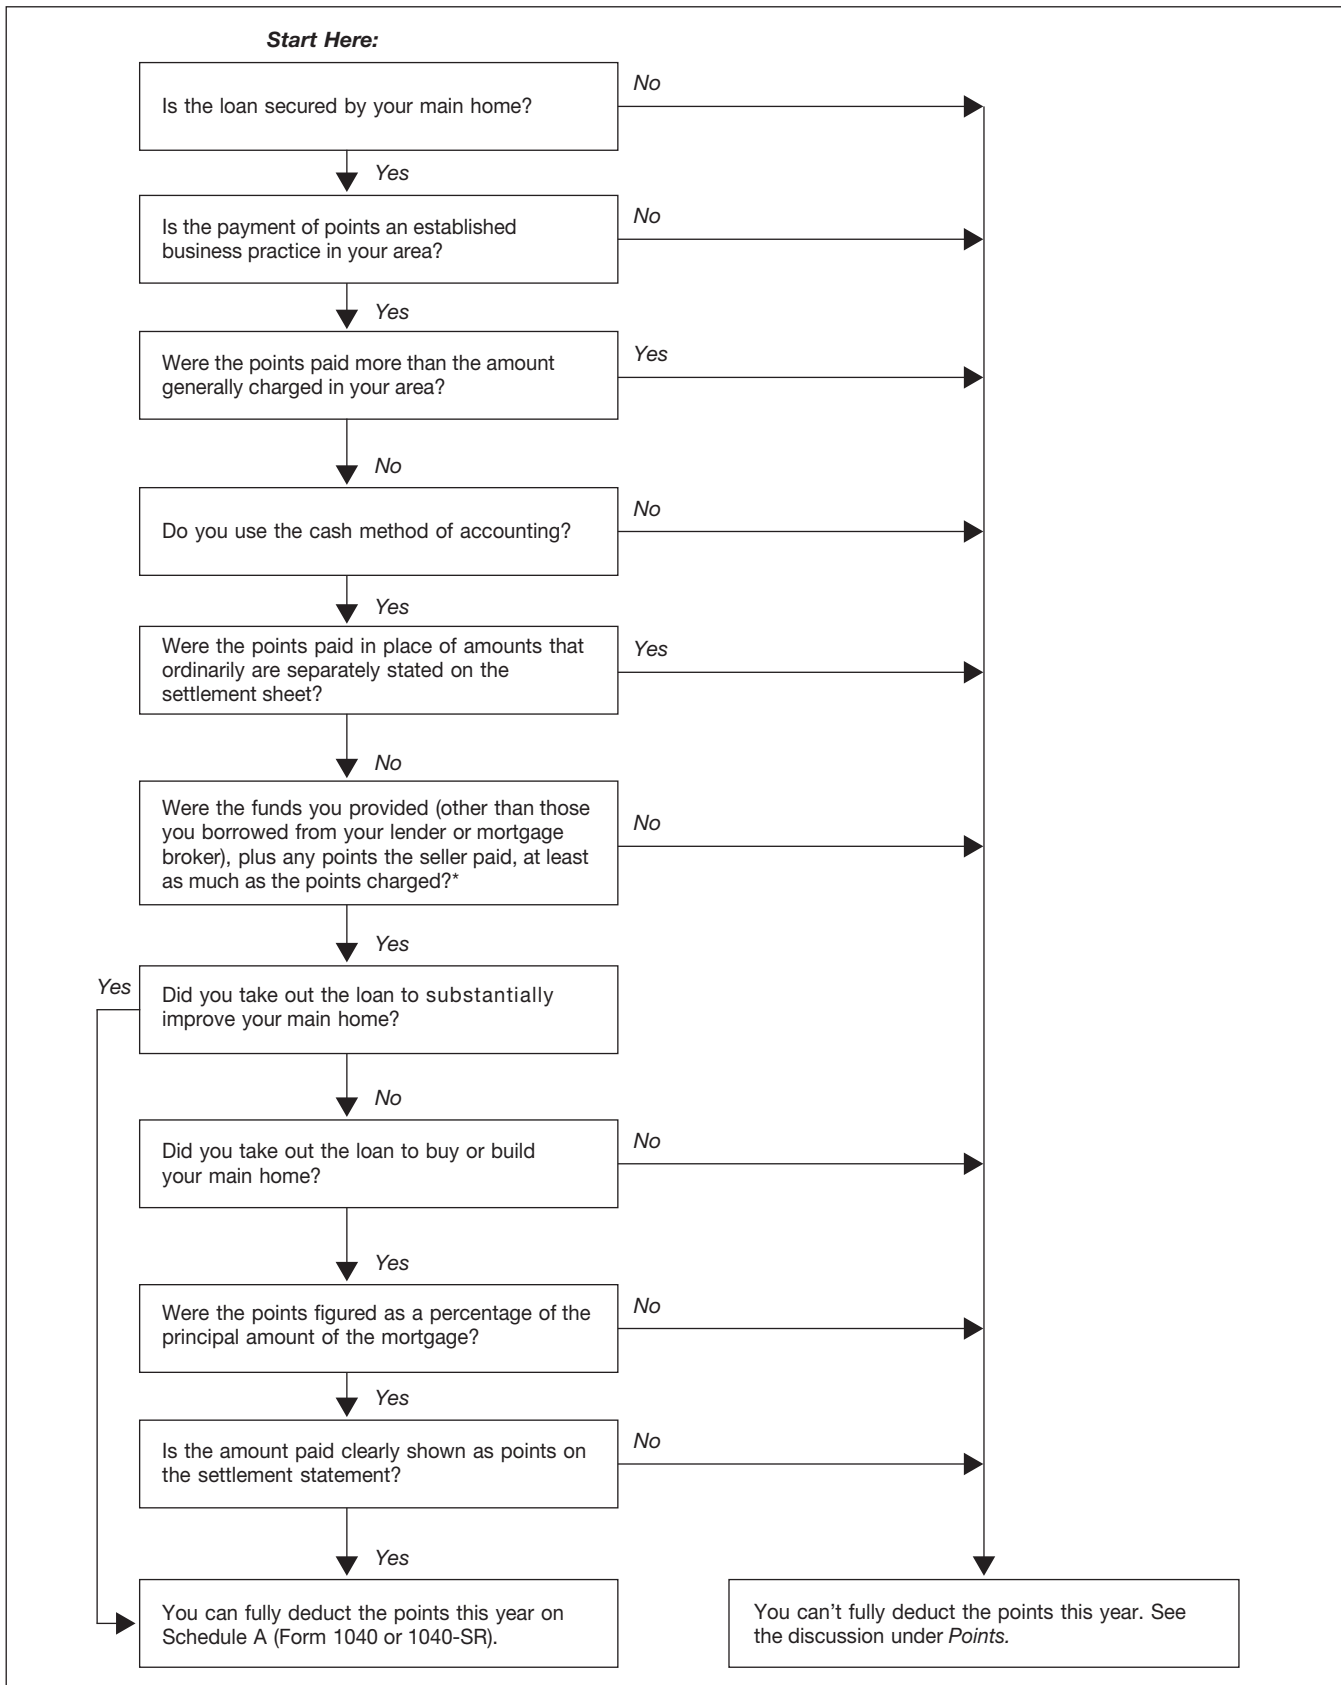 Start Here:
Is the loan secured by your main home?
No
Yes
Is the payment of points an established
business practice in your area?
No
Yes
Were the points paid more than the amount
generally charged in your area?
Yes
No
Do you use the cash method of accounting?
No
Yes
Were the points paid in place of amounts that
ordinarily are separately stated on the
settlement sheet?
Yes
No
Were the funds you provided (other than those
you borrowed from your lender or mortgage
broker), plus any points the seller paid, at least
as much as the points charged?*
No
Yes
Yes
Did you take out the loan to substantially
improve your main home?
No
Did you take out the loan to buy or build
your main home?
No
Yes
Were the points figured as a percentage of the
principal amount of the mortgage?
No
Yes
Is the amount paid clearly shown as points on
the settlement statement?
No
Yes
You can fully deduct the points this year on
Schedule A (Form 1040 or 1040-SR).
You can’t fully deduct the points this year. See
the discussion under Points.